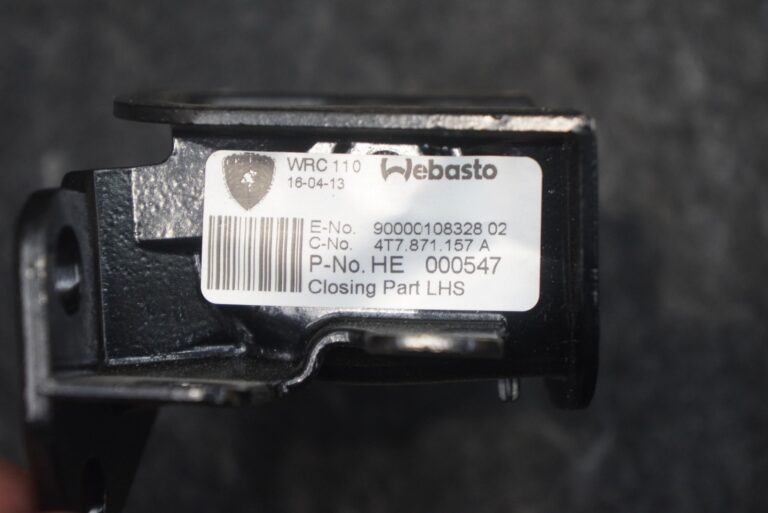 WRC 110 Webasto
16-04-13
E-No. 90000108328 02
C-No. 4T7.871.157 A
P-No. HE 000547
Closing Part LHS